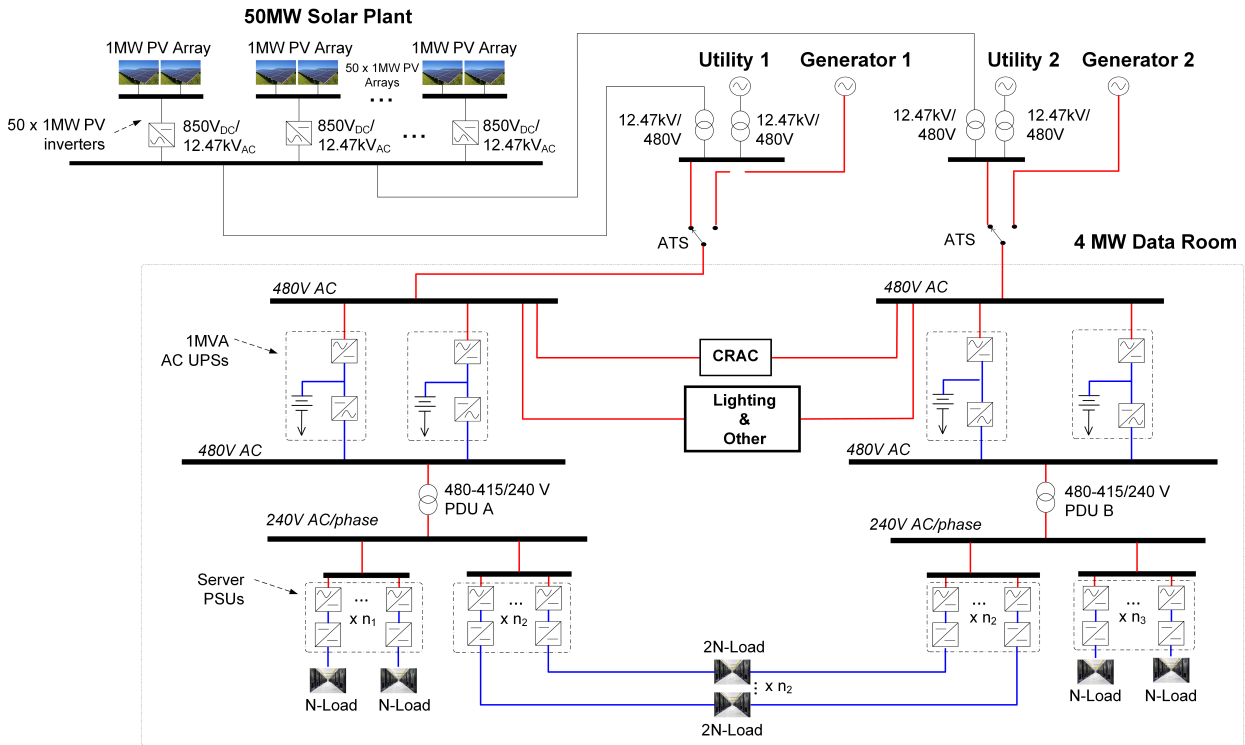 50MW Solar Plant
1MW PV Array
1MW PV Array
1MW PV Array
50 x 1MW PV
Arrays
...
50 x 1MW PV
inverters
850VDC/
12.47kVAC
850VDC/
12.47kVAC
...
850VDC/
12.47kVAC
Utility 1
Generator 1
Utility 2
Generator 2
12.47kV/
480V
12.47kV/
480V
12.47kV/
480V
12.47kV/
480V
ATS
ATS
4 MW Data Room
480V AC
480V AC
1MVA
AC UPSs
CRAC
Lighting
&
Other
480V AC
480V AC
480-415/240 V
PDU A
480-415/240 V
PDU B
240V AC/phase
240V AC/phase
Server
PSUs
...
x n1
...
x n2
...
x n2
...
x n3
N-Load
N-Load
2N-Load
x n2
2N-Load
N-Load
N-Load